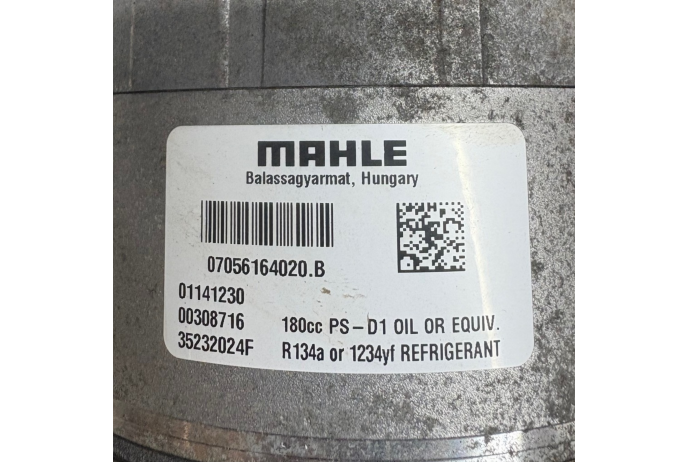 MAHLE
Balassagyarmat, Hungary
07056164020.B
01141230
00308716 180cc PS-D1 OIL OR EQUIV.
35232024F R134a or 1234yf REFRIGERANT